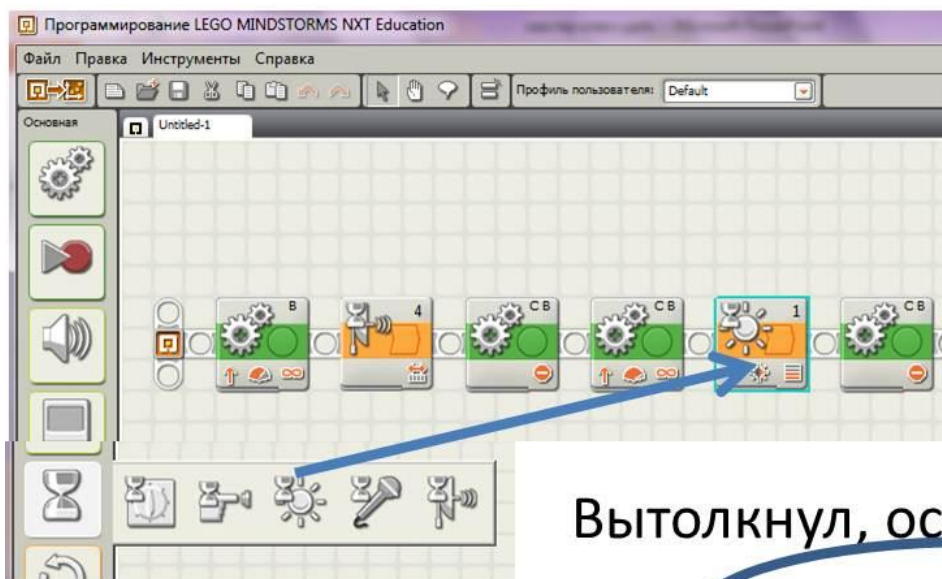 Программирование LEGO MINDSTORMS NXT Education
Файл Правка Инструменты Справка
Профиль пользователя: Default
Основная
Untitled-1
B
4
C B
C B
1
C B
Вытолкнул, ос